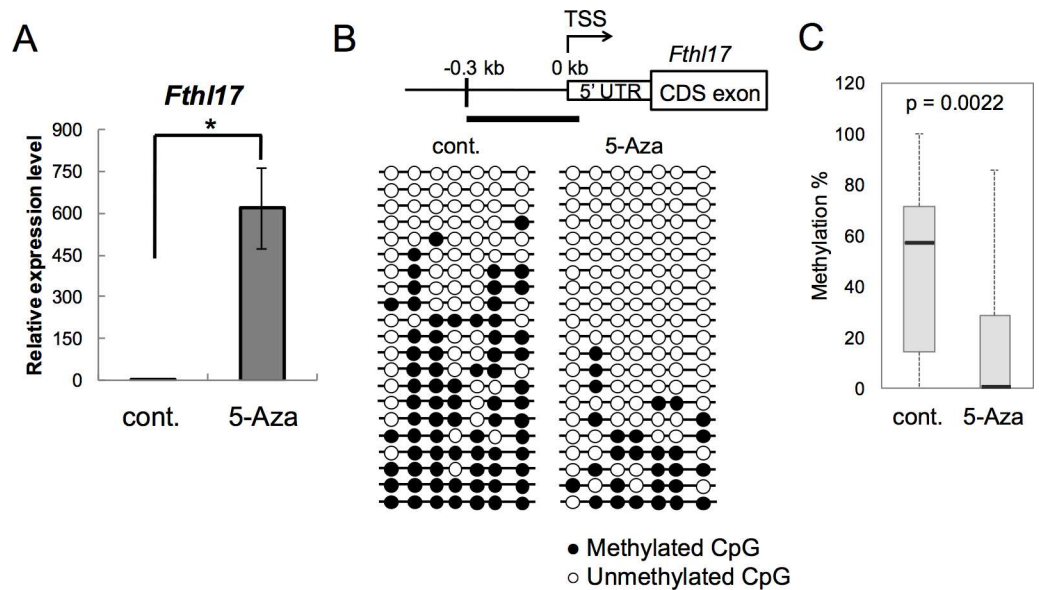 A
Fthl17
*
Relative expression level
900
750
600
450
300
150
0
cont.
5-Aza
B
TSS
-0.3 kb
0 kb
Fthl17
5' UTR
CDS exon
cont.
5-Aza
Methylated CpG
Unmethylated CpG
C
p = 0.0022
Methylation %
120
100
80
60
40
20
0
cont.
5-Aza